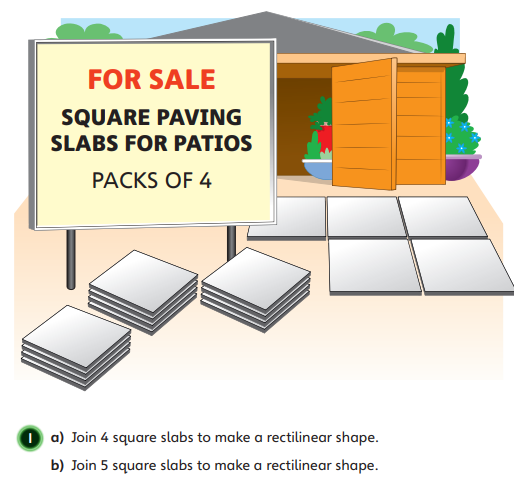 FOR SALE
SQUARE PAVING
SLABS FOR PATIOS
PACKS OF 4
1 a) Join 4 square slabs to make a rectilinear shape.
b) Join 5 square slabs to make a rectilinear shape.